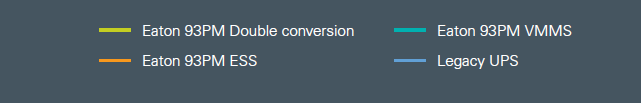 Eaton 93PM Double conversion
Eaton 93PM VMMS
Eaton 93PM ESS
Legacy UPS